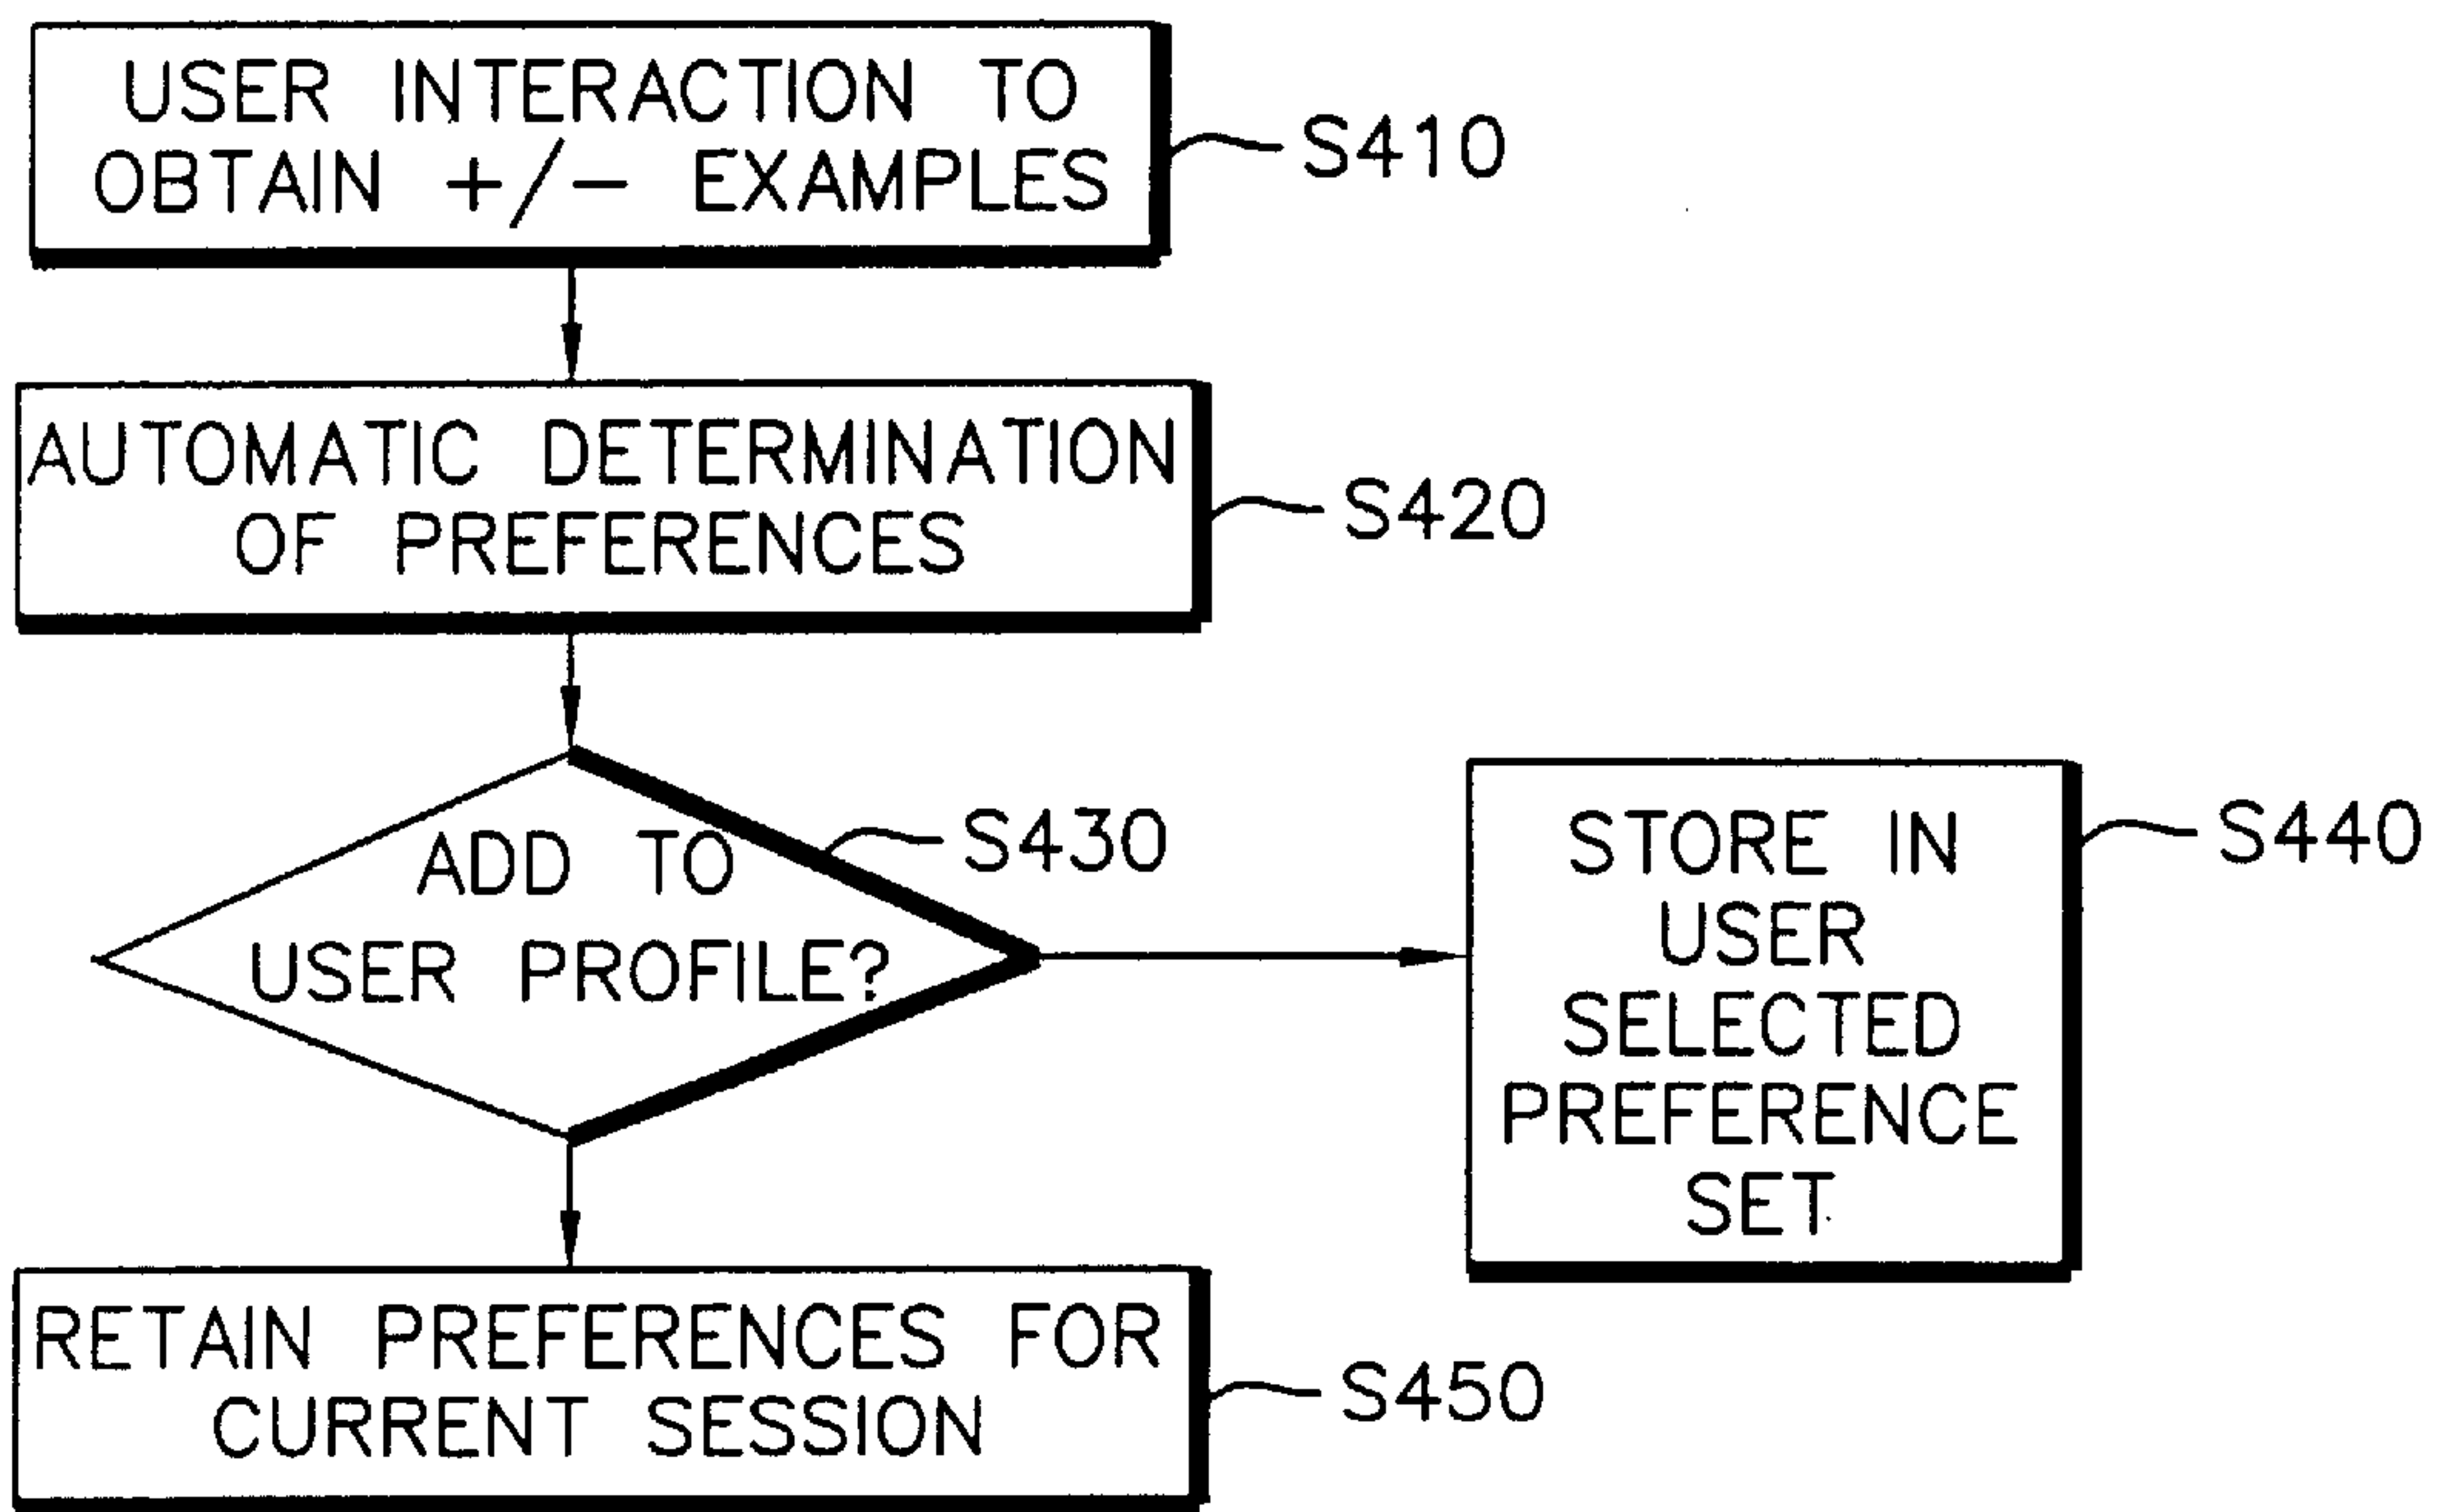 USER INTERACTION TO
OBTAIN +/- EXAMPLES
S410
AUTOMATIC DETERMINATION
OF PREFERENCES
S420
ADD TO
USER PROFILE?
S430
STORE IN
USER
SELECTED
PREFERENCE
SET
S440
RETAIN PREFERENCES FOR
CURRENT SESSION
S450